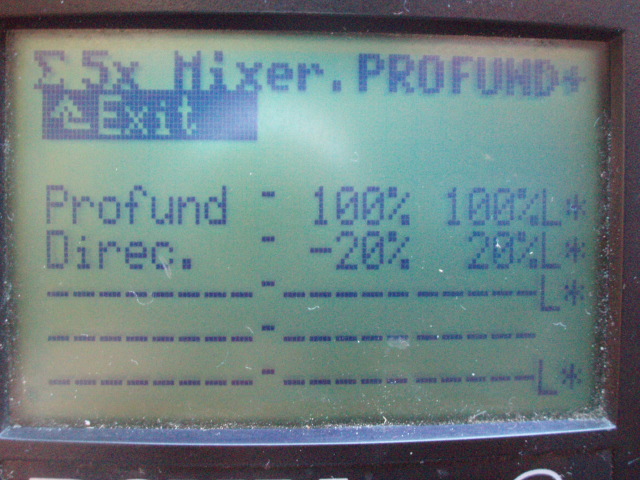 Σ5x Mixer.PROFUND*
Exit
Profund - 100% 100%L*
Direc. - -20% 20%L*
---------- - ------------L*
---------- - ------------
---------- - ------------L*